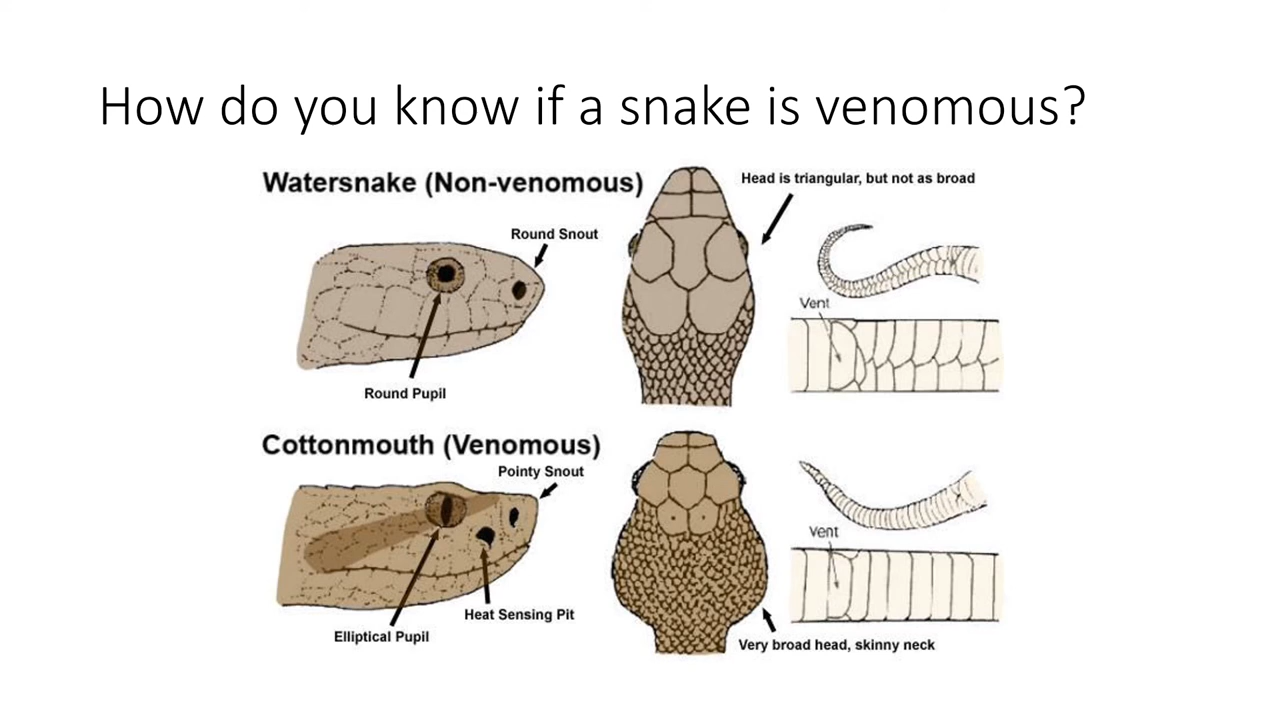 How do you know if a snake is venomous?
Watersnake (Non-venomous)
Head is triangular, but not as broad
Round Snout
Vent
Round Pupil
Cottonmouth (Venomous)
Pointy Snout
Vent
Heat Sensing Pit
Elliptical Pupil
Very broad head, skinny neck